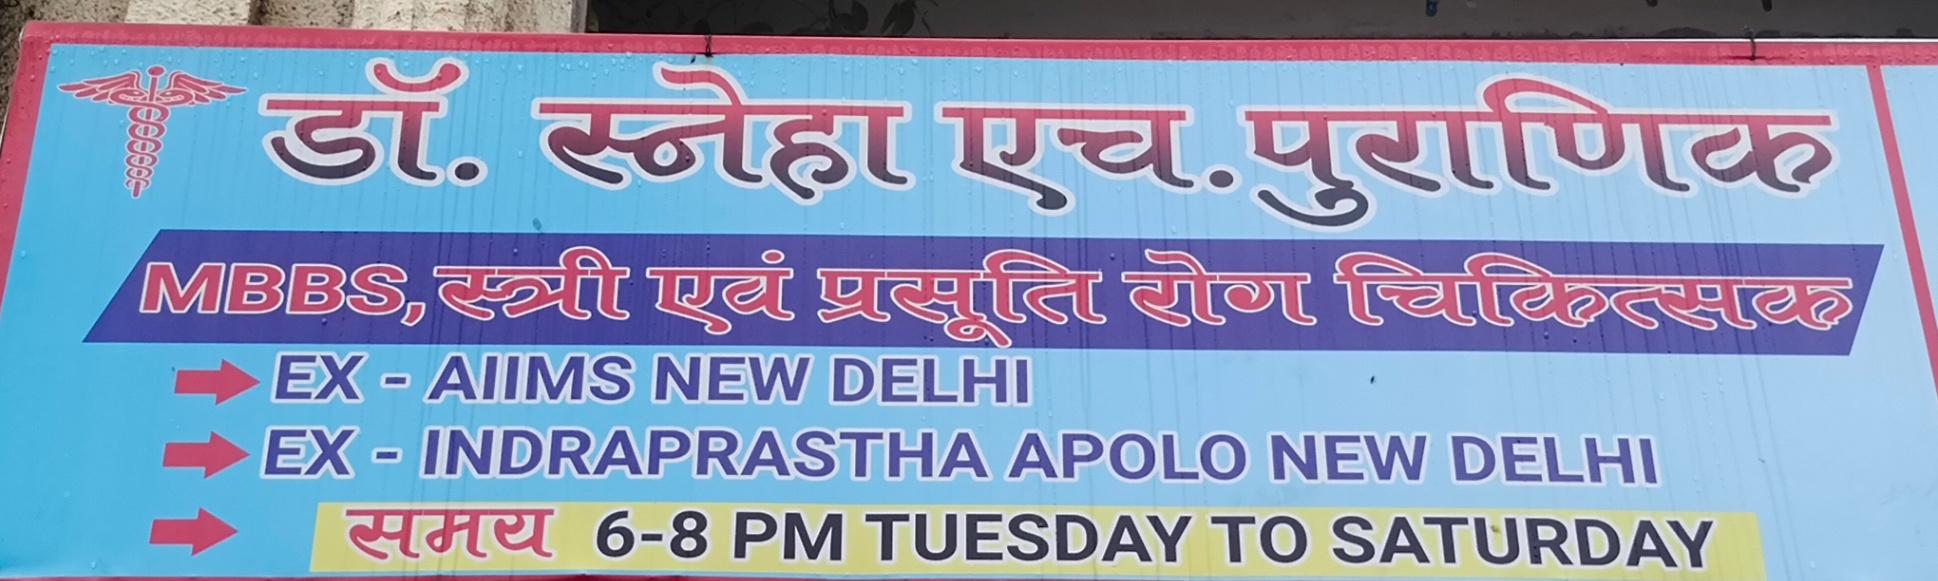 डॉ. स्नेहा एच. पुराणिक
MBBS, स्त्री एवं प्रसूति रोग चिकित्सक
EX - AIIMS NEW DELHI
EX - INDRAPRASTHA APOLO NEW DELHI
समय 6-8 PM TUESDAY TO SATURDAY